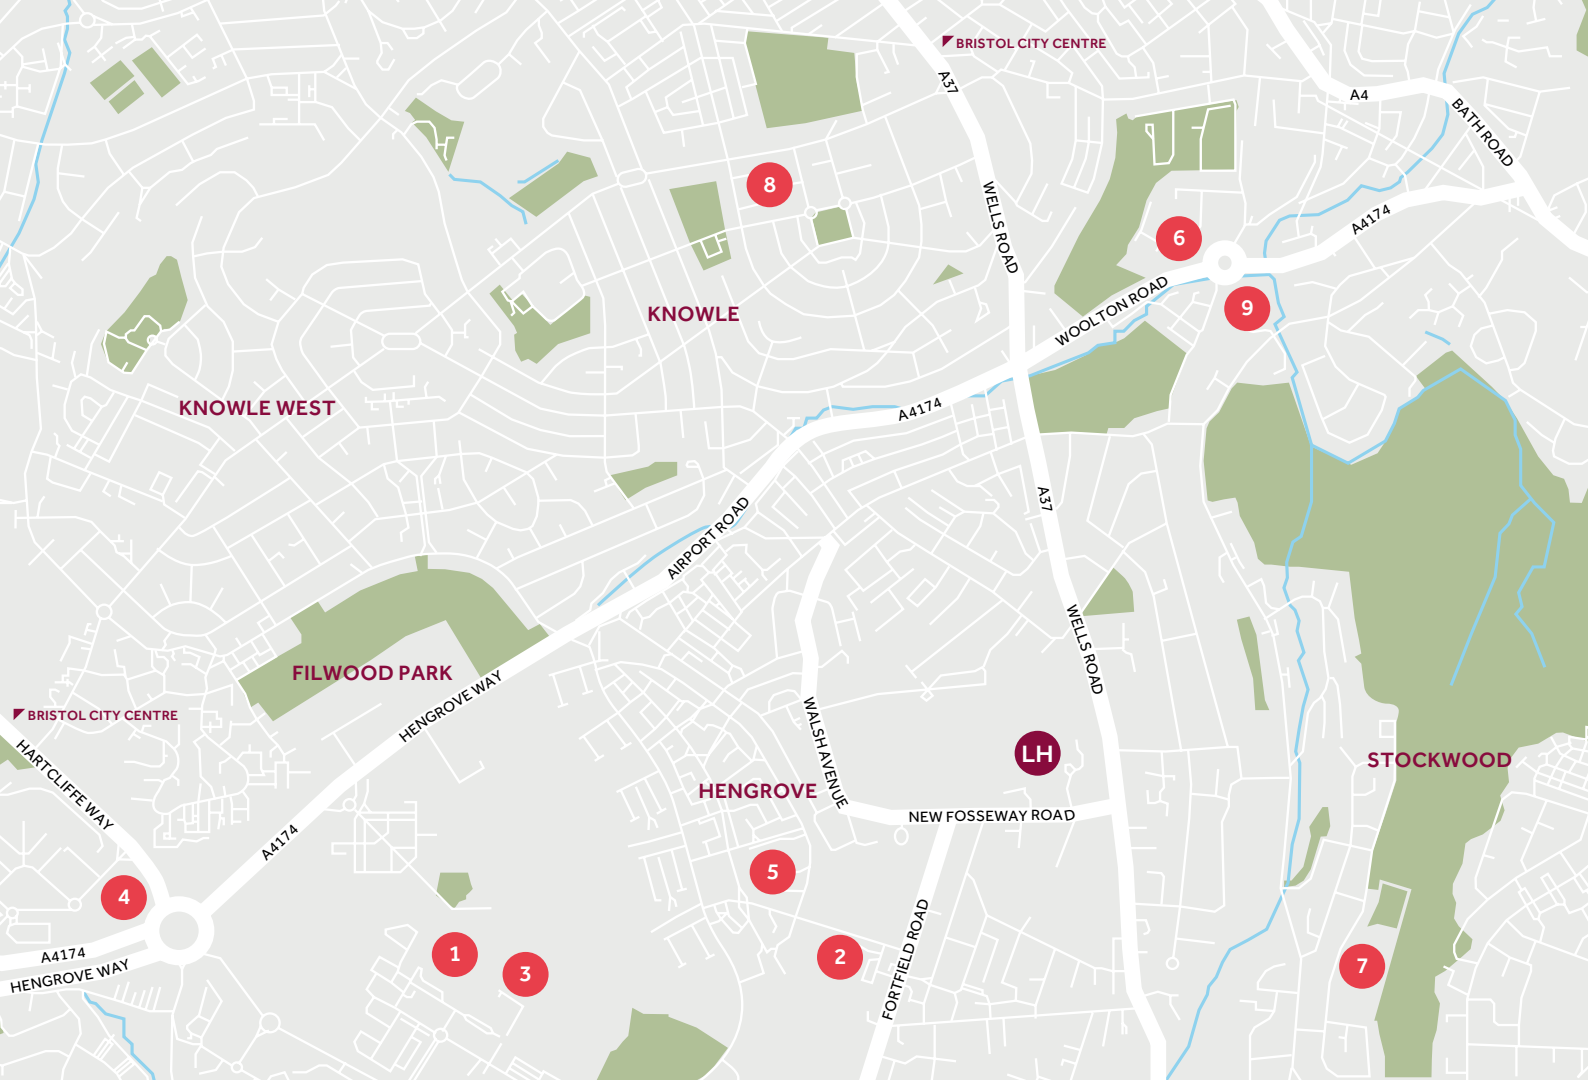 BRISTOL CITY CENTRE
A37
A4
BATH ROAD
8
WELLS ROAD
A4174
6
WOOLTON ROAD
9
KNOWLE
KNOWLE WEST
A4174
A37
AIRPORT ROAD
WELLS ROAD
FILWOOD PARK
HENGROVE WAY
BRISTOL CITY CENTRE
HARTCLIFFE WAY
WALSH AVENUE
LH
STOCKWOOD
HENGROVE
NEW FOSSEWAY ROAD
A4174
5
4
FORTFIELD ROAD
A4174
HENGROVE WAY
1
3
2
7